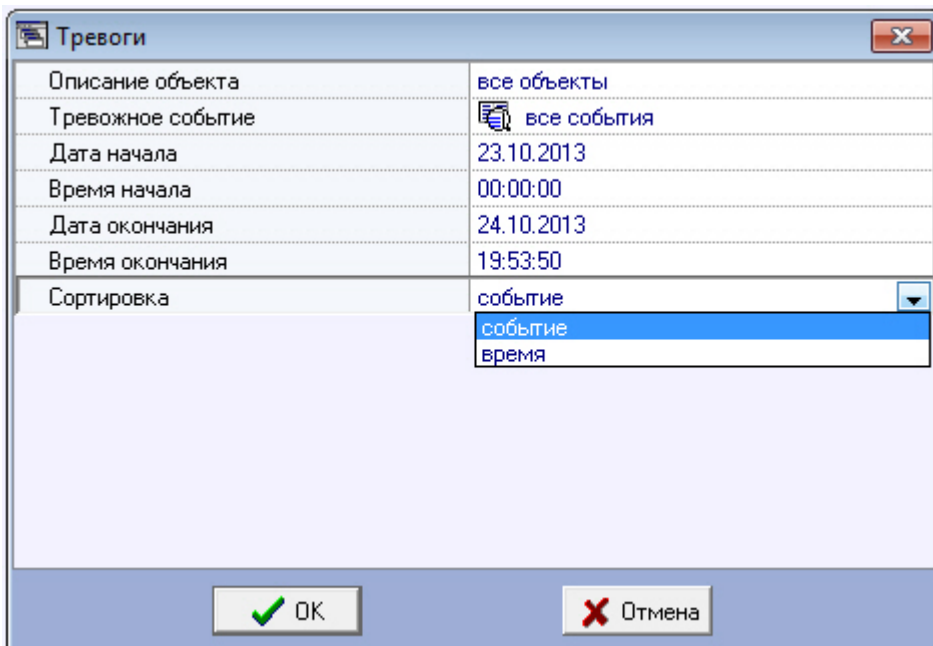 Тревоги
Описание объекта все объекты
Тревожное событие все события
Дата начала 23.10.2013
Время начала 00:00:00
Дата окончания 24.10.2013
Время окончания 19:53:50
Сортировка событие
событие
время
OK Отмена